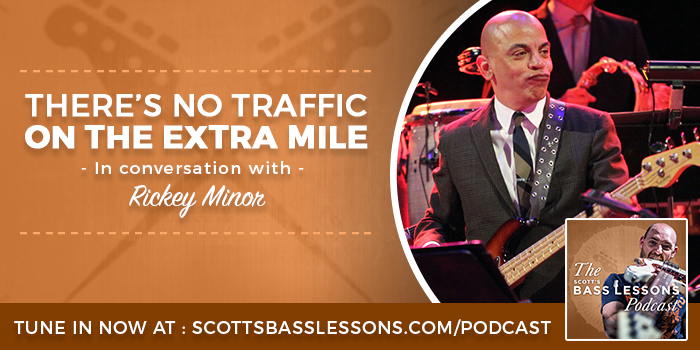 THERE'S NO TRAFFIC
ON THE EXTRA MILE
- In conversation with -
Rickey Minor
The
SCOTT'S
BASS LESSONS
Podcast
TUNE IN NOW AT : SCOTTSBASSLESSONS.COM/PODCAST